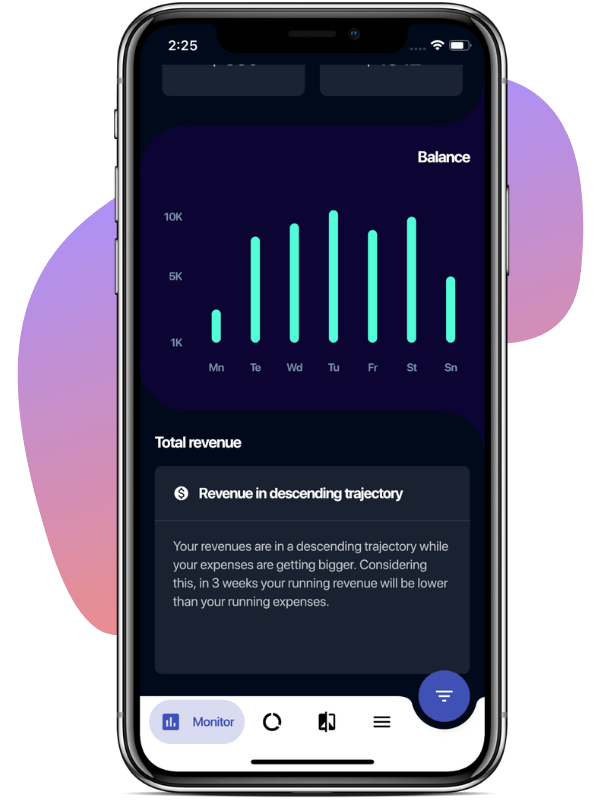 2:25
Balance
10K
5K
1K
Mn Te Wd Tu Fr St Sn
Total revenue
Revenue in descending trajectory
Your revenues are in a descending trajectory while
your expenses are getting bigger. Considering
this, in 3 weeks your running revenue will be lower
than your running expenses.
Monitor